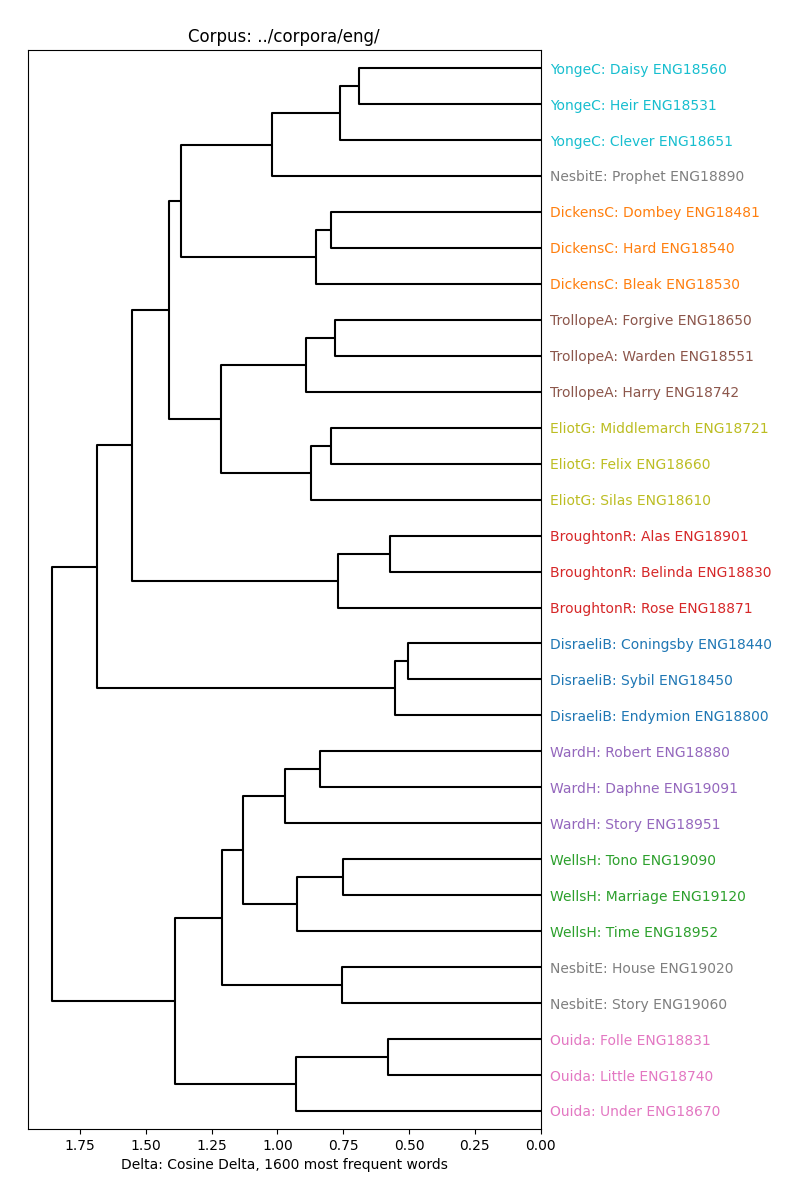 Corpus: ../corpora/eng/
YongeC: Daisy ENG18560
YongeC: Heir ENG18531
YongeC: Clever ENG18651
NesbitE: Prophet ENG18890
DickensC: Dombey ENG18481
DickensC: Hard ENG18540
DickensC: Bleak ENG18530
TrollopeA: Forgive ENG18650
TrollopeA: Warden ENG18551
TrollopeA: Harry ENG18742
EliotG: Middlemarch ENG18721
EliotG: Felix ENG18660
EliotG: Silas ENG18610
BroughtonR: Alas ENG18901
BroughtonR: Belinda ENG18830
BroughtonR: Rose ENG18871
DisraeliB: Coningsby ENG18440
DisraeliB: Sybil ENG18450
DisraeliB: Endymion ENG18800
WardH: Robert ENG18880
WardH: Daphne ENG19091
WardH: Story ENG18951
WellsH: Tono ENG19090
WellsH: Marriage ENG19120
WellsH: Time ENG18952
NesbitE: House ENG19020
NesbitE: Story ENG19060
Ouida: Folle ENG18831
Ouida: Little ENG18740
Ouida: Under ENG18670
1.75 1.50 1.25 1.00 0.75 0.50 0.25 0.00
Delta: Cosine Delta, 1600 most frequent words